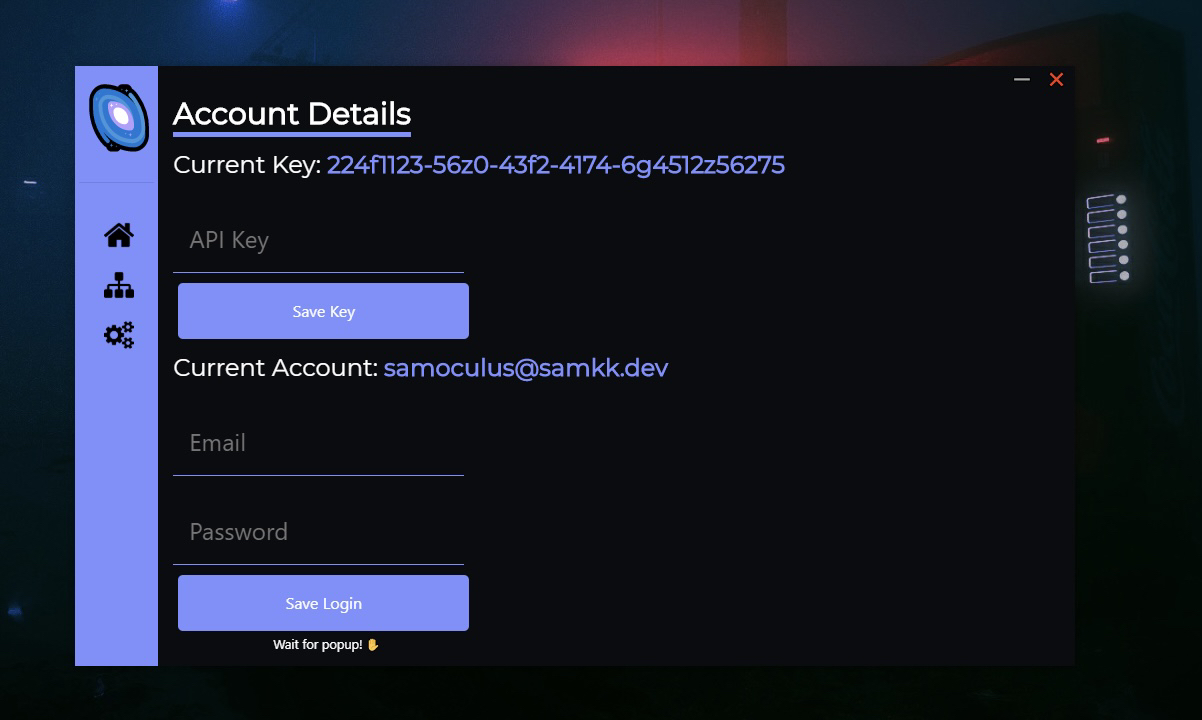 Account Details
Current Key: 224f1123-56z0-43f2-4174-6g4512z56275
API Key
Save Key
Current Account: samoculus@samkk.dev
Email
Password
Save Login
Wait for popup! ✋